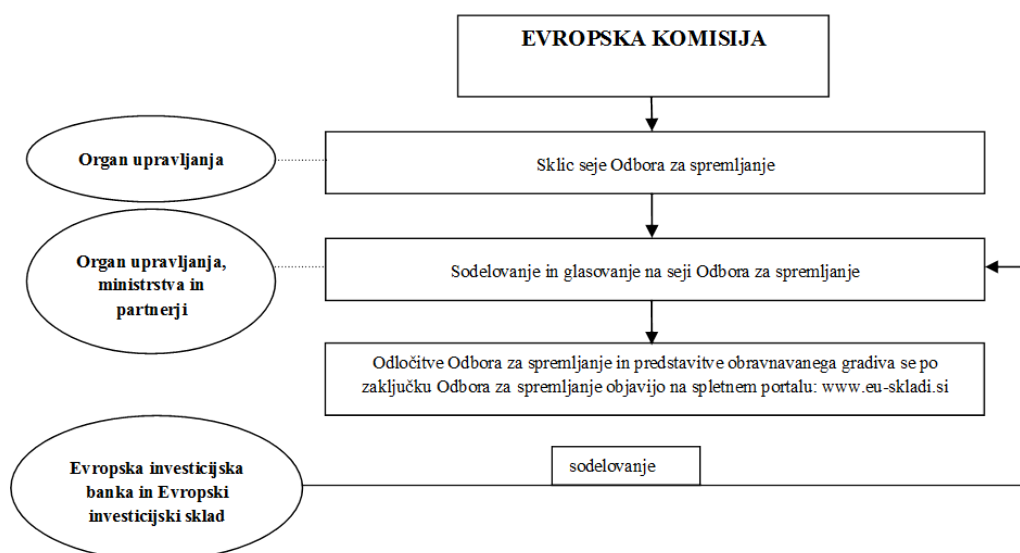 EVROPSKA KOMISIJA
Organ upravljanja
Sklic seje Odbora za spremljanje
Organ upravljanja,
ministrstva in
partnerji
Sodelovanje in glasovanje na seji Odbora za spremljanje
Odločitve Odbora za spremljanje in predstavitve obravnavanega gradiva se po
zaključku Odbora za spremljanje objavijo na spletnem portalu: www.eu-skladi.si
Evropska investicijska
banka in Evropski
investicijski sklad
sodelovanje